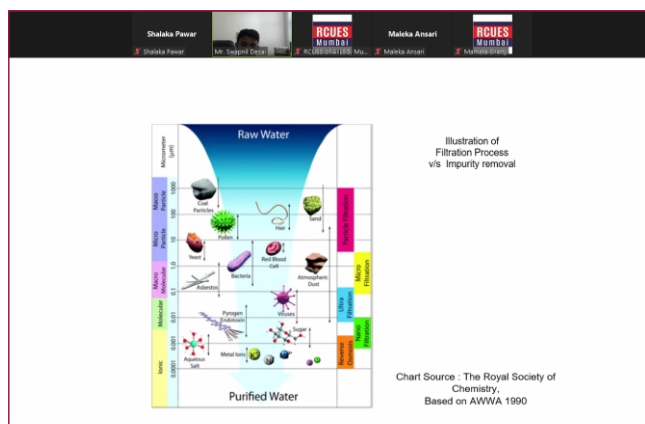 Shalaka Pawar
Maleka Ansari
RCUES
Mumbai
RCUES
Mumbai
Shalaka Pawar
Mr. Swapnil Desai
Maleka Ansari
Raw Water
Micrometer
(µm)
Illustration of
Filtration Process
v/s Impurity removal
Macro
Particle
Micro
Particle
Macro
Molecular
Molecular
Ionic
1000
100
10
1.0
0.1
0.01
0.001
0.0001
Coal
Particles
Pollen
Hair
Sand
Yeast
Bacteria
Red Blood
Cell
Atmospheric
Dust
Asbestos
Viruses
Pyrogen
Endotoxin
Sugar
Aqueous
Salt
Metal Ions
Particle Filtration
Micro
Filtration
Ultra
Filtration
Nano
Filtration
Reverse
Osmosis
Purified Water
Chart Source : The Royal Society of
Chemistry,
Based on AWWA 1990